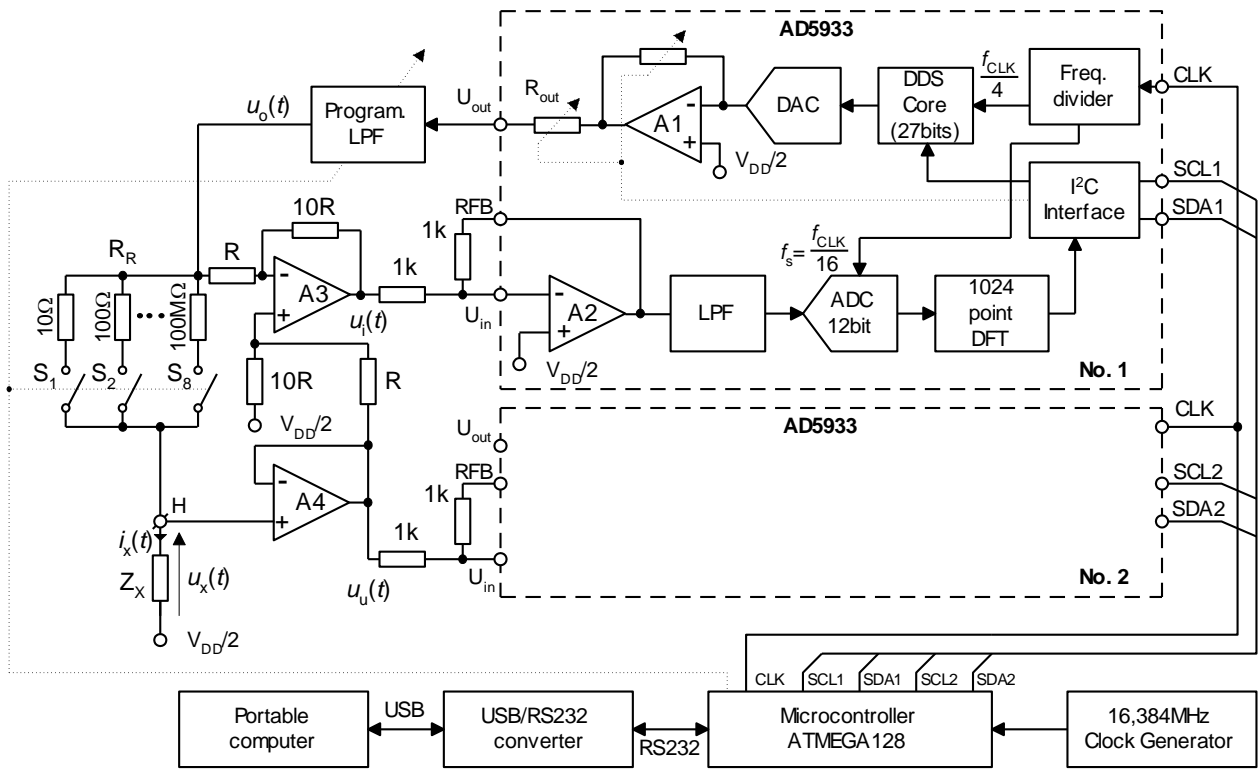 AD5933
CLK
Freq.
divider
f_CLK
4
DDS
Core
(27bits)
DAC
A1
R_out
U_out
V_DD/2
Program.
LPF
u_o(t)
SCL1
SDA1
I²C
Interface
10R
R_R
R
1k
RFB
1k
A3
u_i(t)
U_in
A2
V_DD/2
LPF
f_s= f_CLK
16
ADC
12bit
1024
point
DFT
No. 1
10Ω
100Ω
100MΩ
S_1
S_2
S_8
10R
R
V_DD/2
AD5933
CLK
U_out
RFB
1k
SCL2
SDA2
A4
H
1k
U_in
i_x(t)
Z_X
u_x(t)
u_u(t)
No. 2
V_DD/2
CLK
SCL1
SDA1
SCL2
SDA2
Portable
computer
USB
USB/RS232
converter
RS232
Microcontroller
ATMEGA128
16,384MHz
Clock Generator